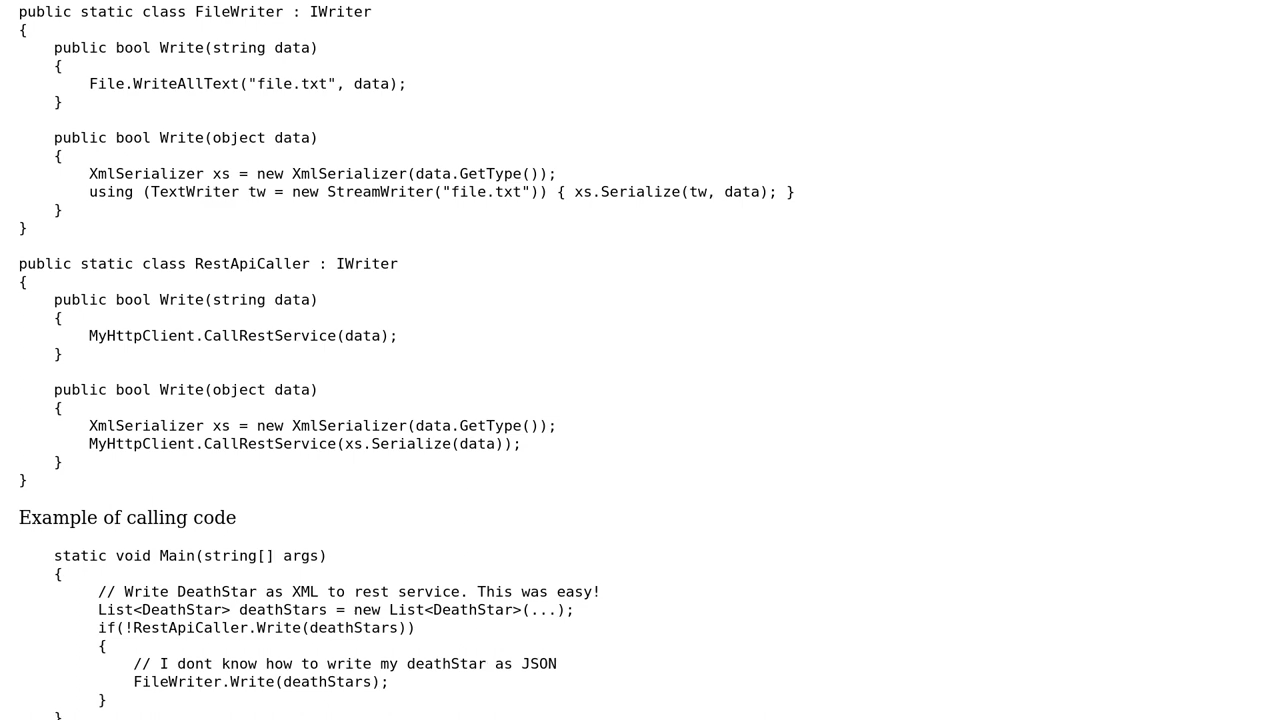 public static class FileWriter : IWriter
{
    public bool Write(string data)
    {
        File.WriteAllText("file.txt", data);
    }

    public bool Write(object data)
    {
        XmlSerializer xs = new XmlSerializer(data.GetType());
        using (TextWriter tw = new StreamWriter("file.txt")) { xs.Serialize(tw, data); }
    }
}

public static class RestApiCaller : IWriter
{
    public bool Write(string data)
    {
        MyHttpClient.CallRestService(data);
    }

    public bool Write(object data)
    {
        XmlSerializer xs = new XmlSerializer(data.GetType());
        MyHttpClient.CallRestService(xs.Serialize(data));
    }
}

Example of calling code

    static void Main(string[] args)
    {
         // Write DeathStar as XML to rest service. This was easy!
         List<DeathStar> deathStars = new List<DeathStar>(...);
         if(!RestApiCaller.Write(deathStars))
         {
             // I dont know how to write my deathStar as JSON
             FileWriter.Write(deathStars);
         }
    }